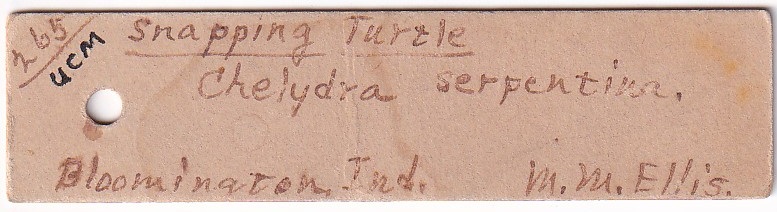 265
UCM
Snapping Turtle
Chelydra serpentina.
Bloomington, Ind. M.M. Ellis.